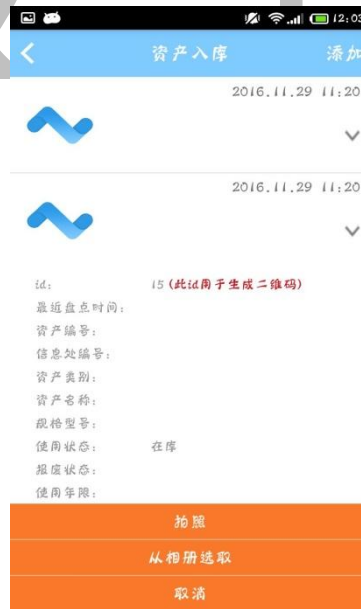 12:03
资产入库 添加
2016.11.29 11:20
2016.11.29 11:20
id: 15 (此id用于生成二维码)
最近盘点时间:
资产编号:
信息处编号:
资产类别:
资产名称:
规格型号:
使用状态: 在库
报废状态:
使用年限:
拍照
从相册选取
取消